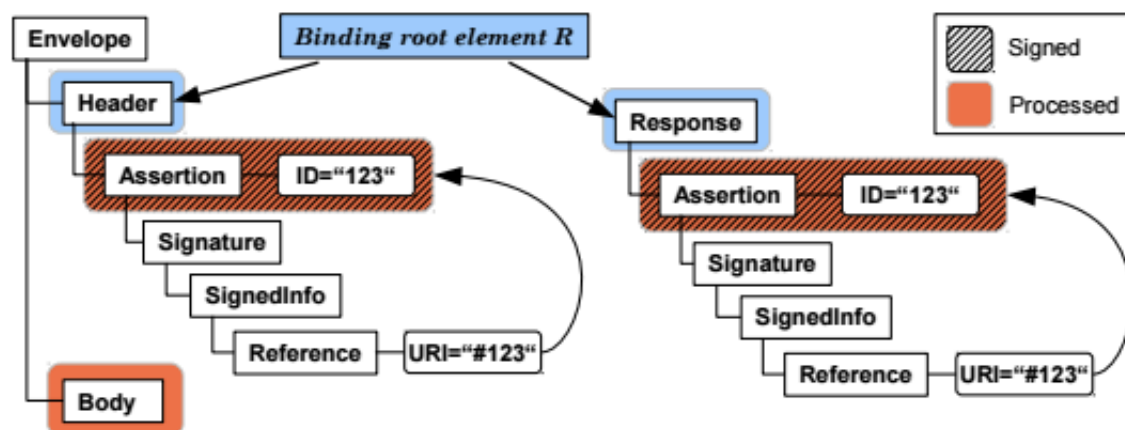 Envelope
Binding root element R
Signed
Processed
Header
Response
Assertion
ID=“123“
Assertion
ID=“123“
Signature
Signature
SignedInfo
SignedInfo
Reference
URI=“#123“
Reference
URI=“#123“
Body